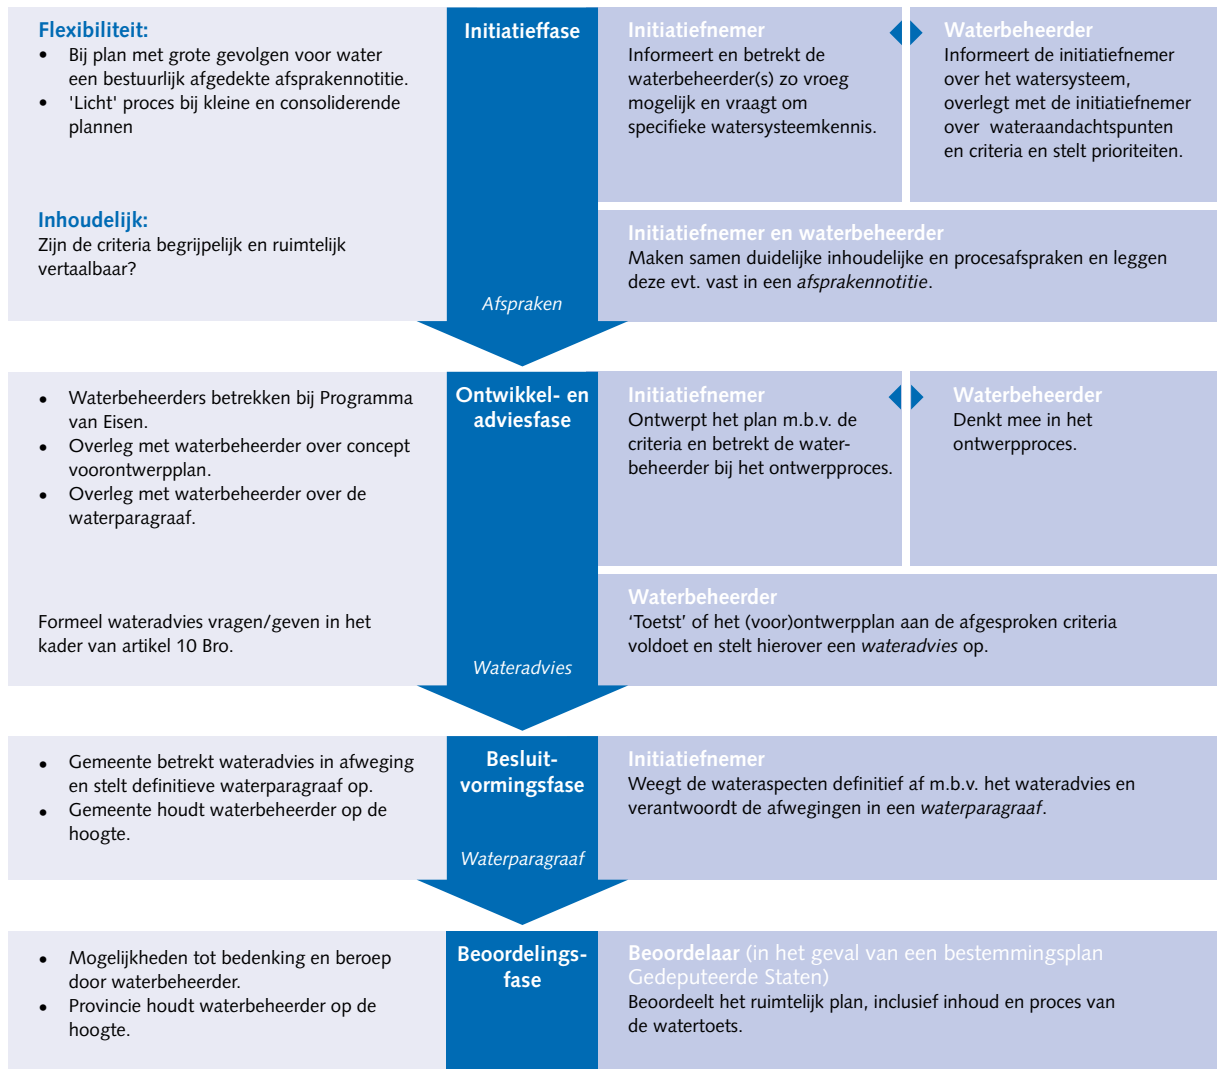 Flexibiliteit:
• Bij plan met grote gevolgen voor water
een bestuurlijk afgedekte afsprakennotitie.
• 'Licht' proces bij kleine en consoliderende
plannen
Inhoudelijk:
Zijn de criteria begrijpelijk en ruimtelijk
vertaalbaar?
Initiatieffase
Afspraken
Initiatiefnemer
Informeert en betrekt de
waterbeheerder(s) zo vroeg
mogelijk en vraagt om
specifieke watersysteemkennis.
Waterbeheerder
Informeert de initiatiefnemer
over het watersysteem,
overlegt met de initiatiefnemer
over wateraandachtspunten
en criteria en stelt prioriteiten.
Initiatiefnemer en waterbeheerder
Maken samen duidelijke inhoudelijke en procesafspraken en leggen
deze evt. vast in een afsprakennotitie.
• Waterbeheerders betrekken bij Programma
van Eisen.
• Overleg met waterbeheerder over concept
voorontwerpplan.
• Overleg met waterbeheerder over de
waterparagraaf.
Formeel wateradvies vragen/geven in het
kader van artikel 10 Bro.
Ontwikkel- en
adviesfase
Wateradvies
Initiatiefnemer
Ontwerpt het plan m.b.v. de
criteria en betrekt de water-
beheerder bij het ontwerpproces.
Waterbeheerder
Denkt mee in het
ontwerpproces.
Waterbeheerder
‘Toetst’ of het (voor)ontwerpplan aan de afgesproken criteria
voldoet en stelt hierover een wateradvies op.
• Gemeente betrekt wateradvies in afweging
en stelt definitieve waterparagraaf op.
• Gemeente houdt waterbeheerder op de
hoogte.
Besluit-
vormingsfase
Waterparagraaf
Initiatiefnemer
Weegt de wateraspecten definitief af m.b.v. het wateradvies en
verantwoordt de afwegingen in een waterparagraaf.
• Mogelijkheden tot bedenking en beroep
door waterbeheerder.
• Provincie houdt waterbeheerder op de
hoogte.
Beoordelings-
fase
Beoordelaar (in het geval van een bestemmingsplan
Gedeputeerde Staten)
Beoordeelt het ruimtelijk plan, inclusief inhoud en proces van
de watertoets.